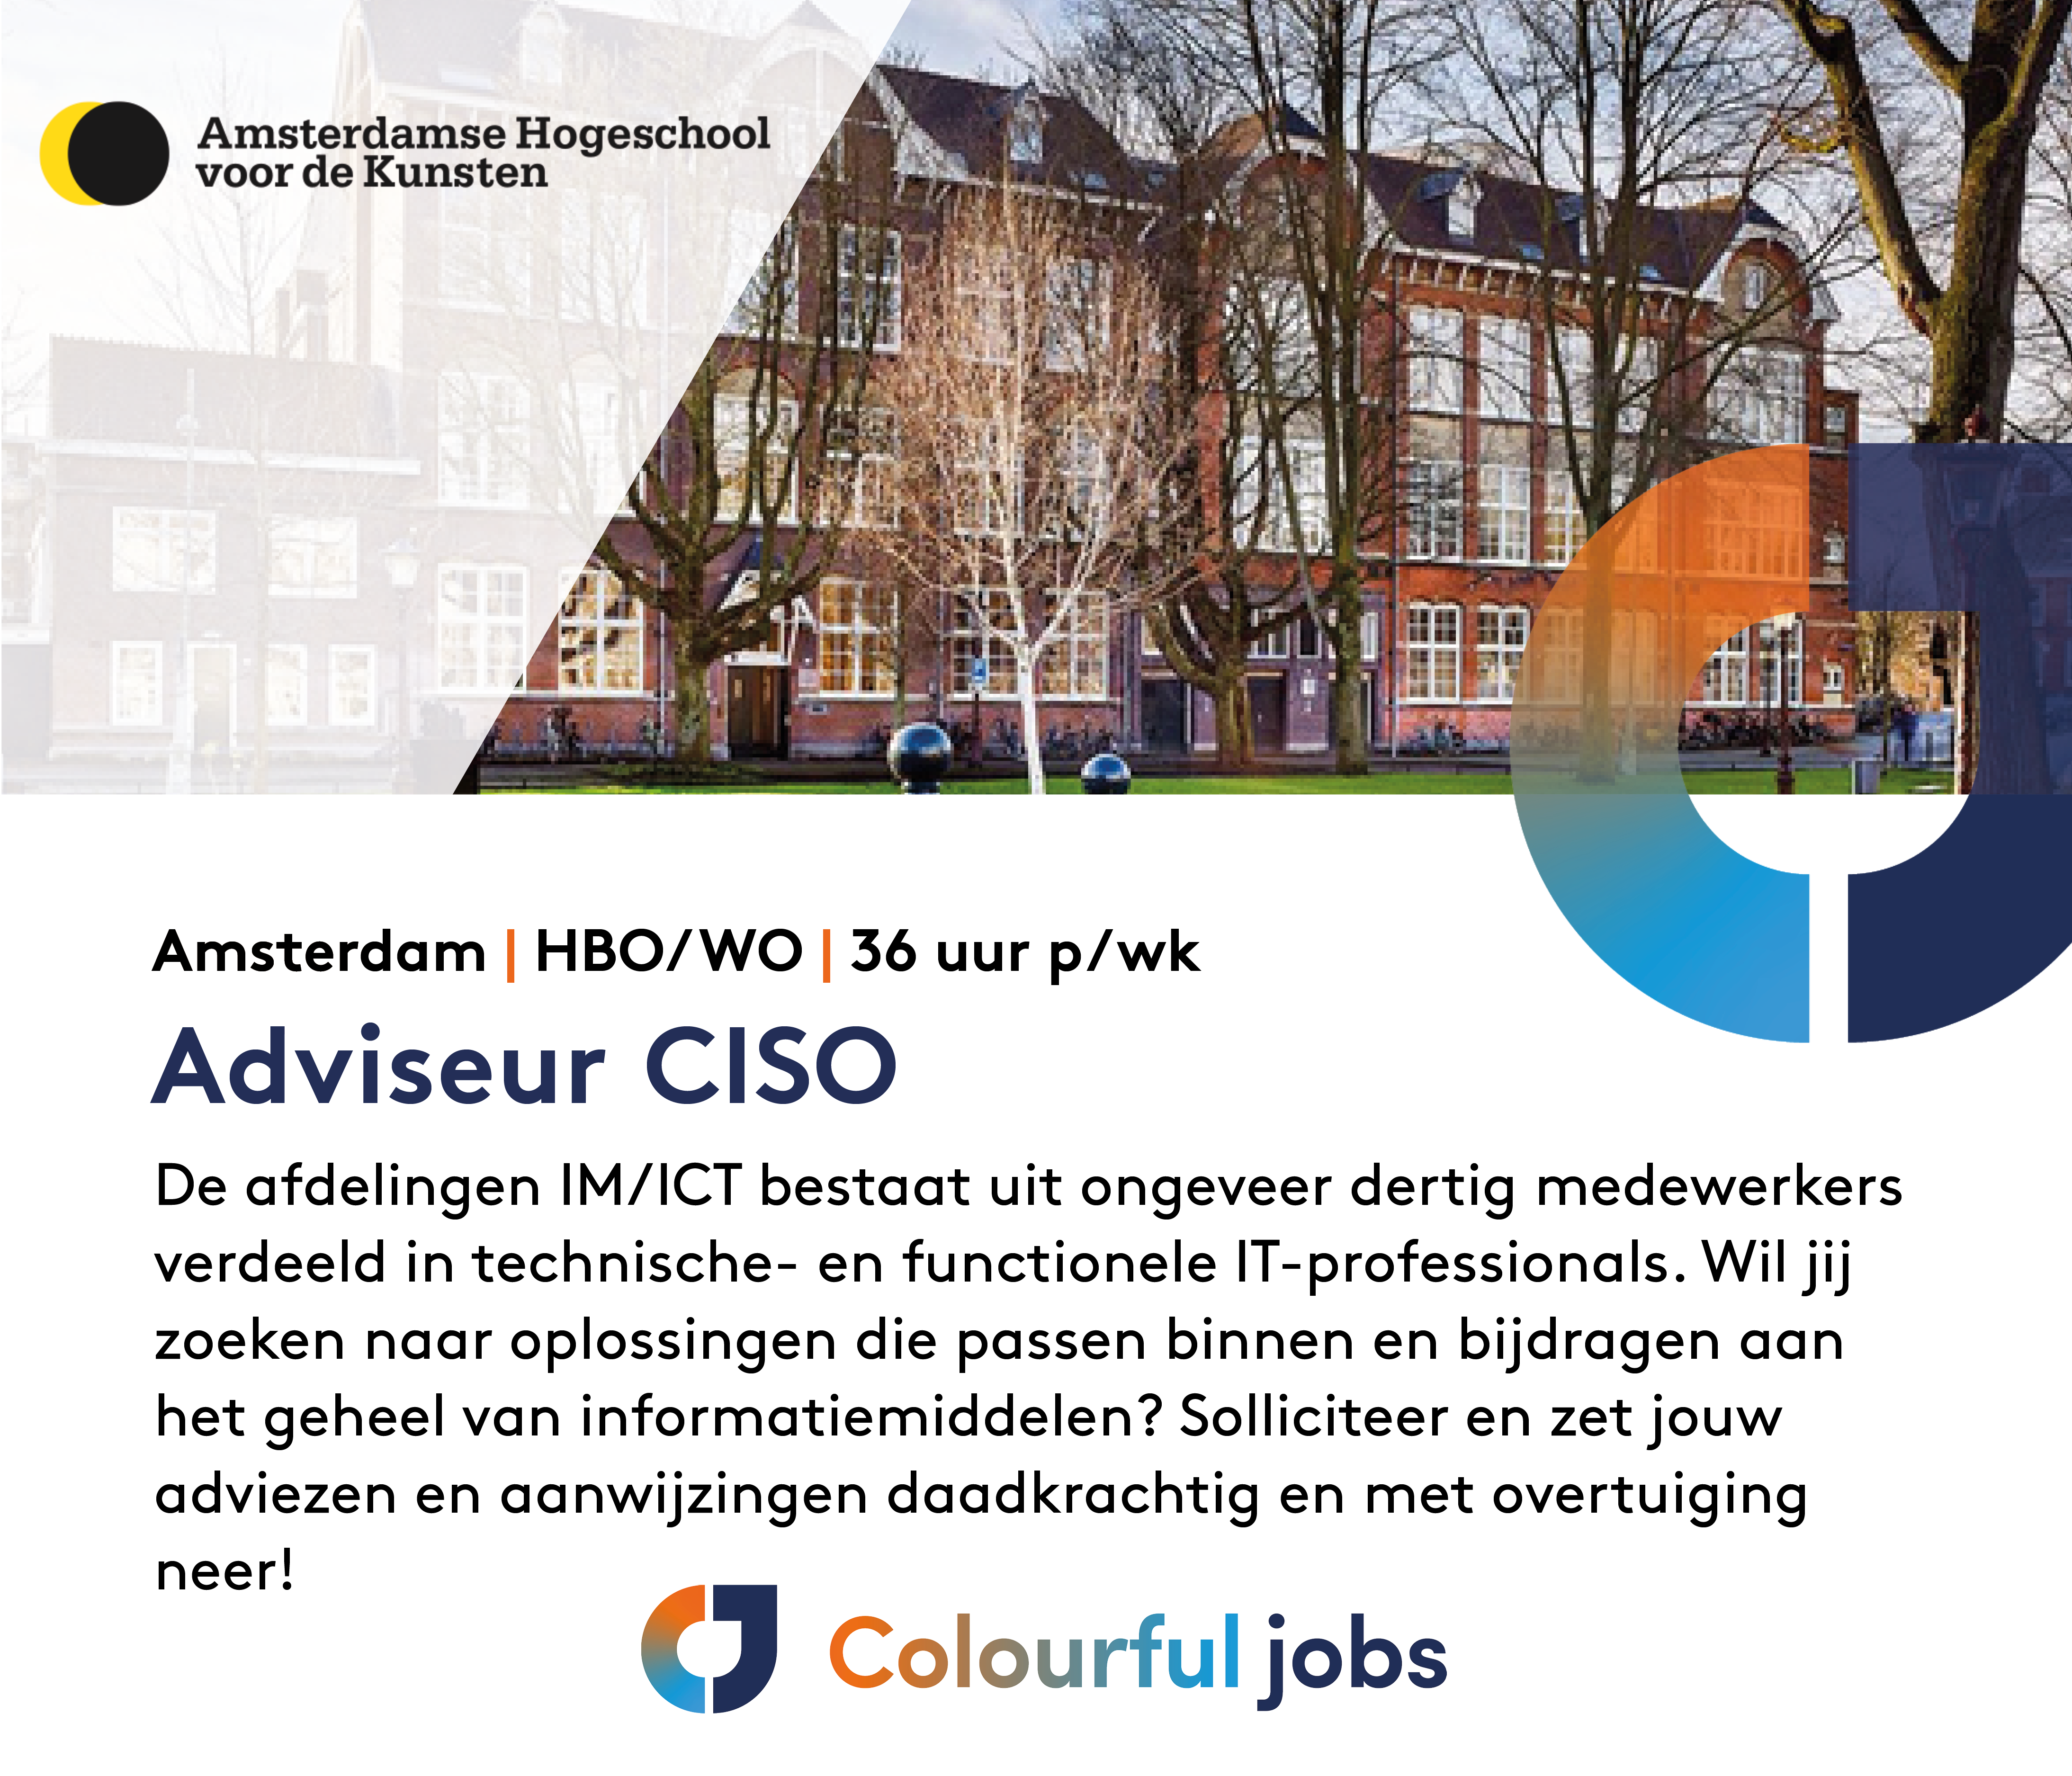 Amsterdamse Hogeschool
voor de Kunsten
Amsterdam | HBO/WO | 36 uur p/wk
Adviseur CISO
De afdelingen IM/ICT bestaat uit ongeveer dertig medewerkers
verdeeld in technische- en functionele IT-professionals. Wil jij
zoeken naar oplossingen die passen binnen en bijdragen aan
het geheel van informatiemiddelen? Solliciteer en zet jouw
adviezen en aanwijzingen daadkrachtig en met overtuiging
neer!
Colourful jobs